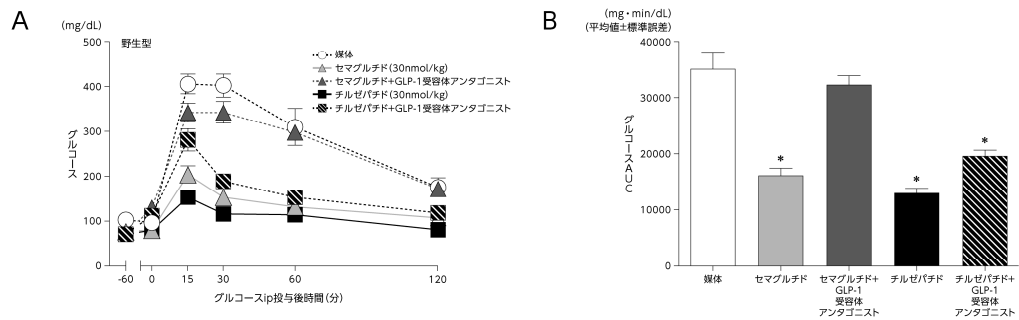 A
(mg/dL)
500
400
300
200
100
0
グルコース
野生型
媒体
セマグルチド(30nmol/kg)
セマグルチド+GLP-1受容体アンタゴニスト
チルゼパチド(30nmol/kg)
チルゼパチド+GLP-1受容体アンタゴニスト
-60 0 15 30 60 120
グルコースip投与後時間(分)
B
(mg・min/dL)
(平均値±標準誤差)
40000
30000
20000
10000
0
グルコースAUC
*
*
*
媒体
セマグルチド
セマグルチド+
GLP-1
受容体
アンタゴニスト
チルゼパチド
チルゼパチド+
GLP-1
受容体
アンタゴニスト